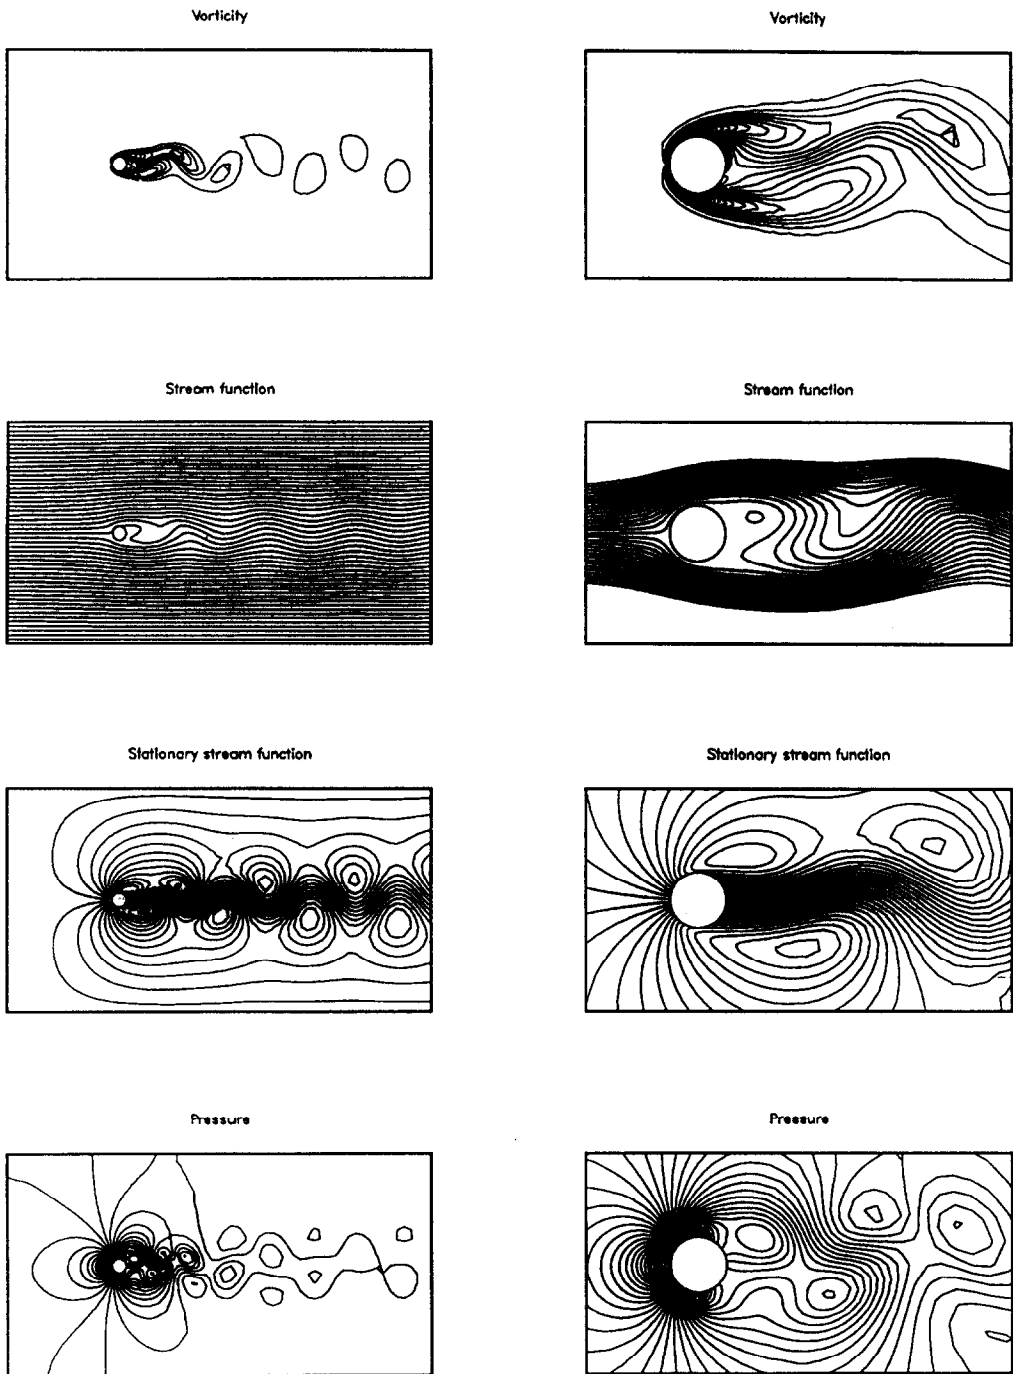 Vorticity
Vorticity
Stream function
Stream function
Stationary stream function
Stationary stream function
Pressure
Pressure